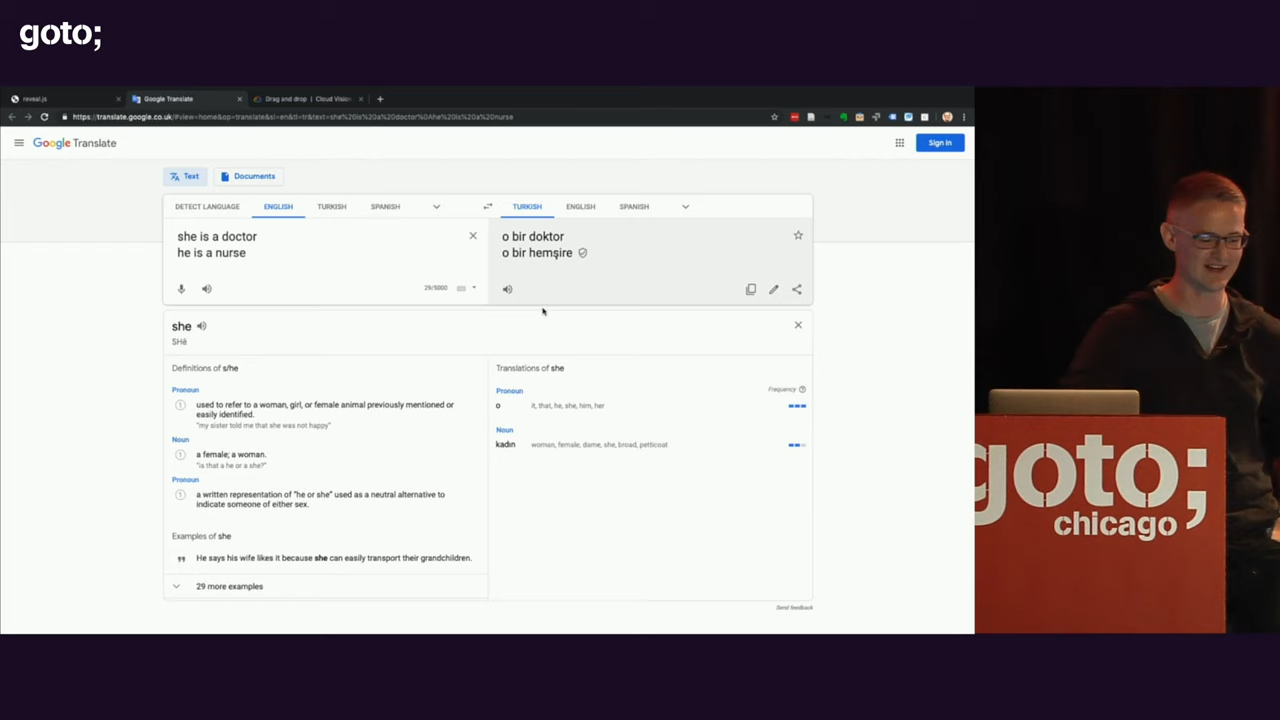 goto;
reveal.js
Google Translate
Drag and drop | Cloud Visio
https://translate.google.co.uk/#view=home&op=translate&sl=en&tl=tr&text=she%20is%20a%20doctor%0Ahe%20is%20a%20nurse
Google Translate
Sign in
Text
Documents
DETECT LANGUAGE
ENGLISH
TURKISH
SPANISH
TURKISH
ENGLISH
SPANISH
she is a doctor
he is a nurse
o bir doktor
o bir hemşire
29/5000
she
SHē
Definitions of s/he
Translations of she
Pronoun
1 used to refer to a woman, girl, or female animal previously mentioned or
easily identified.
"my sister told me that she was not happy"
Noun
1 a female; a woman.
"is that a he or a she?"
Pronoun
1 a written representation of "he or she" used as a neutral alternative to
indicate someone of either sex.
Pronoun
Frequency
o it, that, he, she, him, her
Noun
kadın woman, female, dame, she, broad, petticoat
Examples of she
He says his wife likes it because she can easily transport their grandchildren.
29 more examples
Send feedback
goto;
chicago